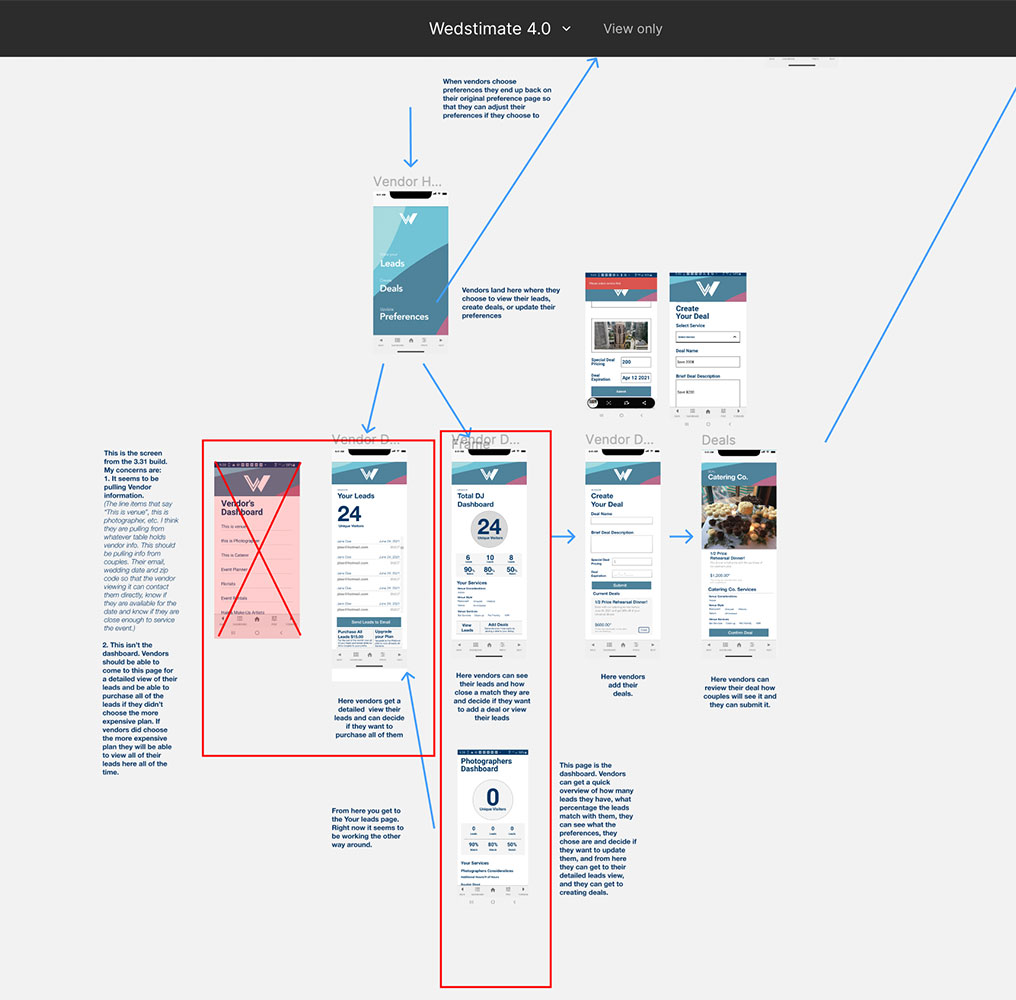 Wedstimate 4.0
View only
When vendors choose
preferences they end up back on
their original preference page so
that they can adjust their
preferences if they choose to
Vendor H...
Leads
Deals
Preferences
Vendors land here where they
choose to view their leads,
create deals, or update their
preferences
Special Deal
Pricing
200
Deal
Expiration
Apr 12 2021
Submit
Create
Your Deal
Select Service
Deal Name
Save 200$
Brief Deal Description
Save $200
This is the screen
from the 3.31 build.
My concerns are:
1. It seems to be
pulling Vendor
information.
(The line items that say
"This is venue", this is
photographer, etc. I think
they are pulling from
whatever table holds
vendor info. This should
be pulling info from
couples. Their email,
wedding date and zip
code so that the vendor
viewing it can contact
them directly, know if
they are available for the
date and know if they are
close enough to service
the event.)
2. This isn't the
dashboard. Vendors
should be able to
come to this page for
a detailed view of their
leads and be able to
purchase all of the
leads if they didn't
choose the more
expensive plan. If
vendors did choose
the more expensive
plan they will be able
to view all of their
leads here all of the
time.
Vendor's
Dashboard
This is venue
this is Photographer
This is Caterer
Event Planner
Florists
Event Rentals
Hair& Make-Up Artists
Vendor D...
Your Leads
24
Unique Visitors
Send Leads to Email
Purchase All
Leads $15.00
Upgrade
your Plan
Here vendors get a
detailed view their
leads and can decide
if they want to
purchase all of them
Vendor D...
Frame
Total DJ
Dashboard
24
Unique Visitors
6 10 8
90% 80% 50%
Your Services
View
Leads
Add Deals
Here vendors can see
their leads and how
close a match they are
and decide if they want
to add a deal or view
their leads
Vendor D...
Create
Your Deal
Deal Name
Brief Deal Description
Special Deal
Pricing
Deal
Expiration
Submit
Current Deals
1/2 Price Rehearsal Dinner!
Here vendors
add their
deals.
Deals
Catering Co.
1/2 Price
Rehearsal Dinner!
Catering Co. Services
Confirm Deal
Here vendors can
review their deal how
couples will see it and
they can submit it.
From here you get to
the Your leads page.
Right now it seems to
be working the other
way around.
Photographers
Dashboard
0
Unique Visitors
0 0 0
90% 80% 50%
Your Services
Photographers Considerations
This page is the
dashboard. Vendors
can get a quick
overview of how many
leads they have, what
percentage the leads
match with them, they
can see what the
preferences, they
chose are and decide if
they want to update
them, and from here
they can get to their
detailed leads view,
and they can get to
creating deals.